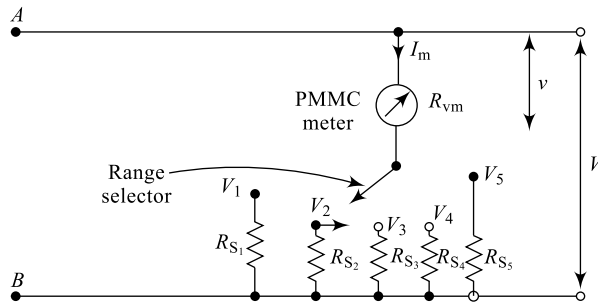 A
I_m
PMMC
meter
R_vm
v
V
Range
selector
V_1
V_2
V_3
V_4
V_5
R_S1
R_S2
R_S3
R_S4
R_S5
B